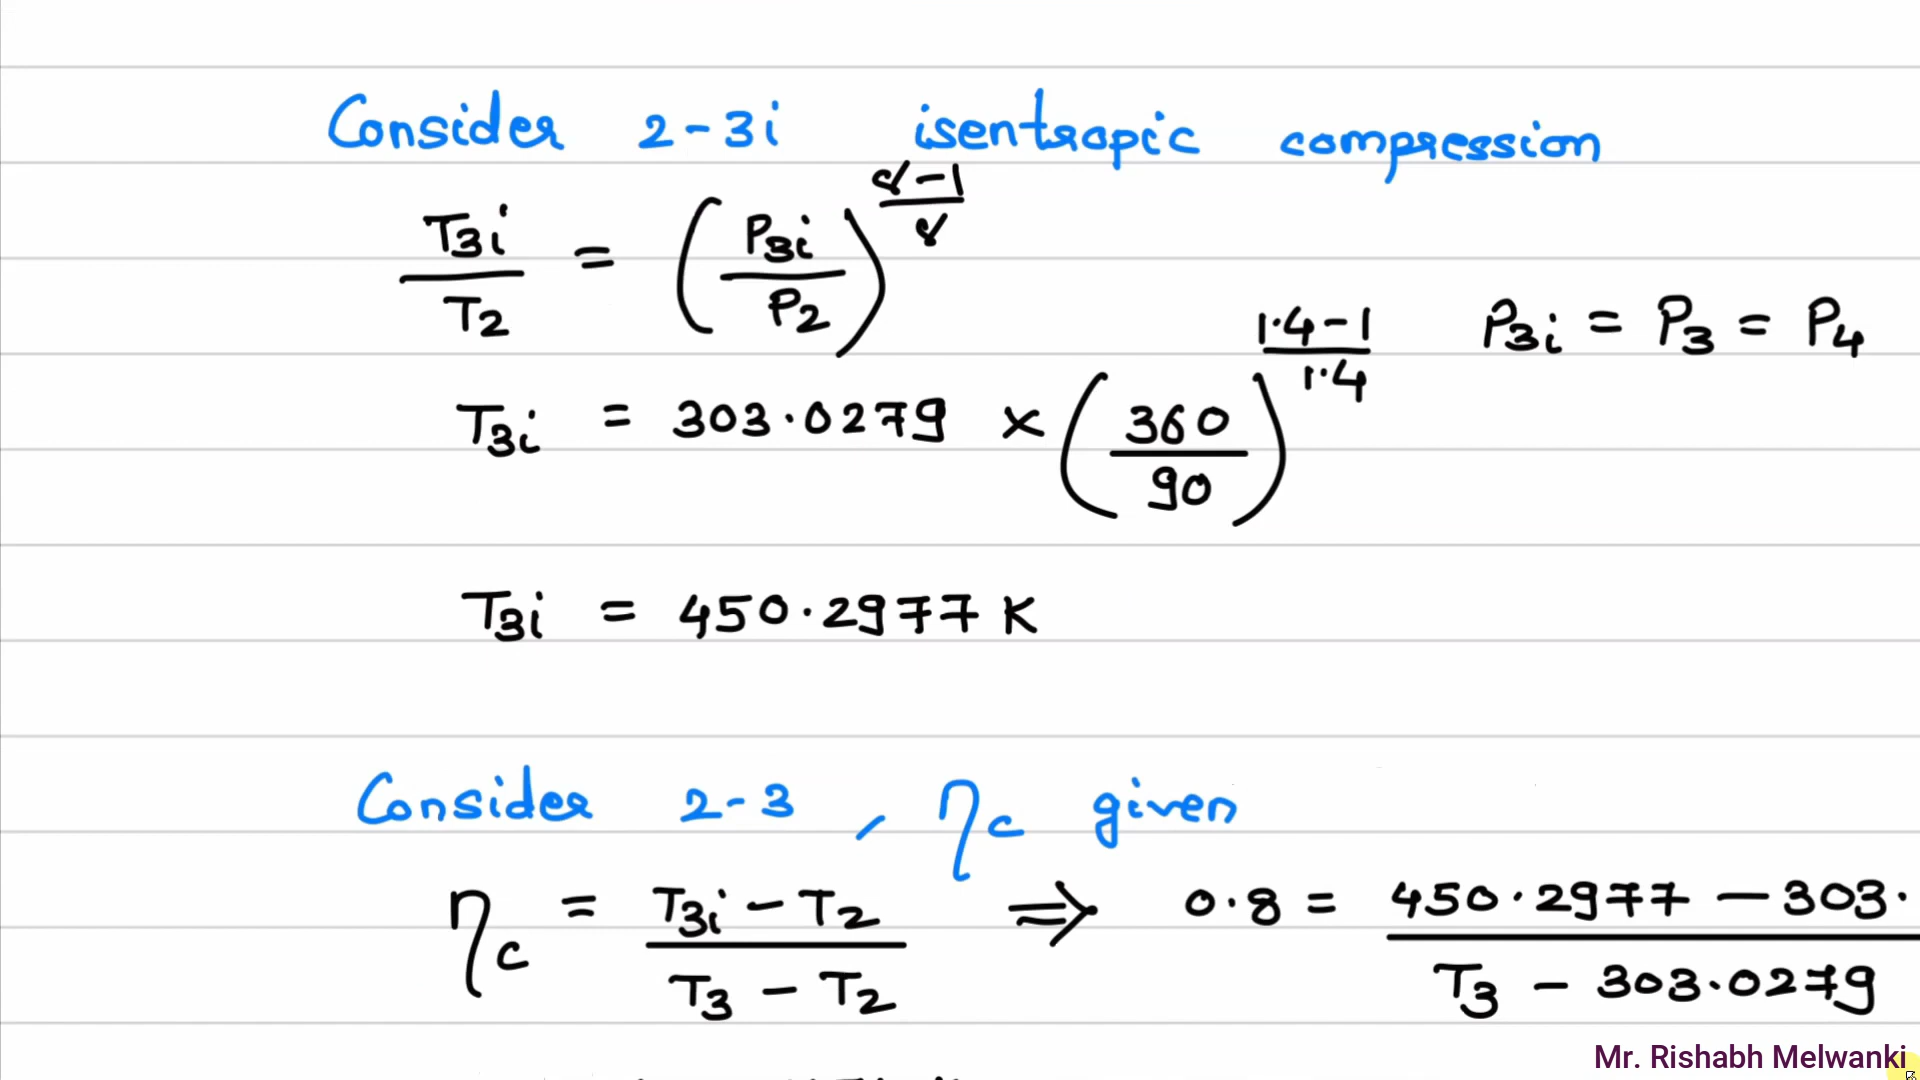 Consider 2-3i isentropic compression
T3i / T2 = (P3i / P2)^((γ-1)/γ)
P3i = P3 = P4
T3i = 303.0279 × (360 / 90)^((1.4-1)/1.4)
T3i = 450.2977 K
Consider 2-3, ηc given
ηc = (T3i - T2) / (T3 - T2) ⇒ 0.8 = (450.2977 - 303. / (T3 - 303.0279
Mr. Rishabh Melwanki